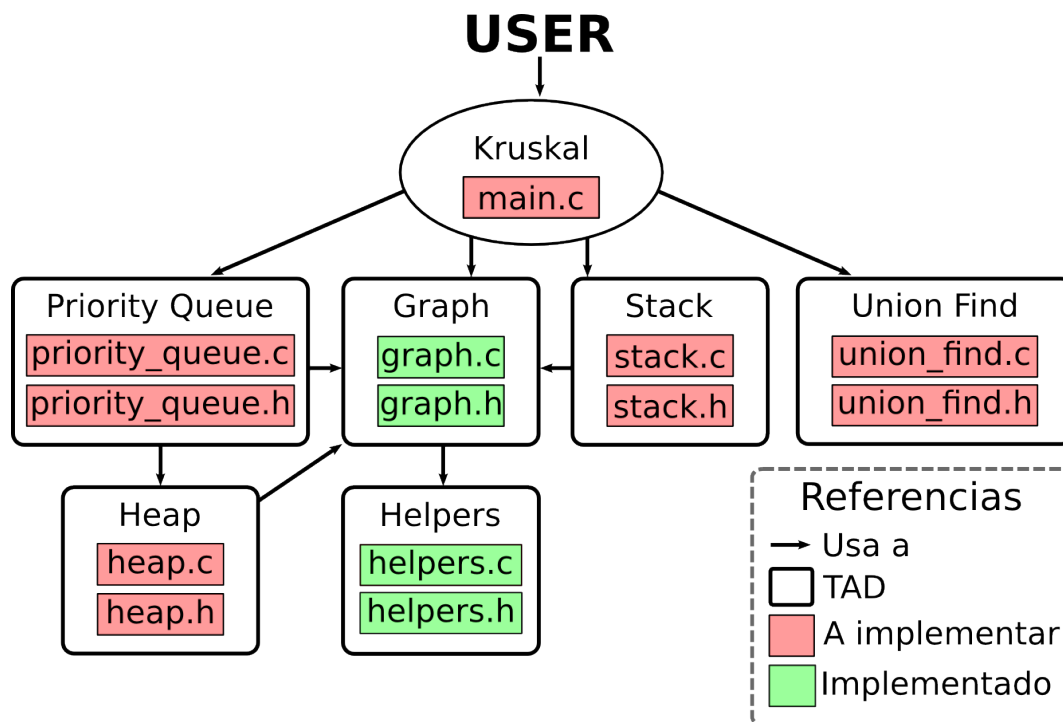 USER
Kruskal
main.c
Priority Queue
priority_queue.c
priority_queue.h
Graph
graph.c
graph.h
Stack
stack.c
stack.h
Union Find
union_find.c
union_find.h
Heap
heap.c
heap.h
Helpers
helpers.c
helpers.h
Referencias
Usa a
TAD
A implementar
Implementado